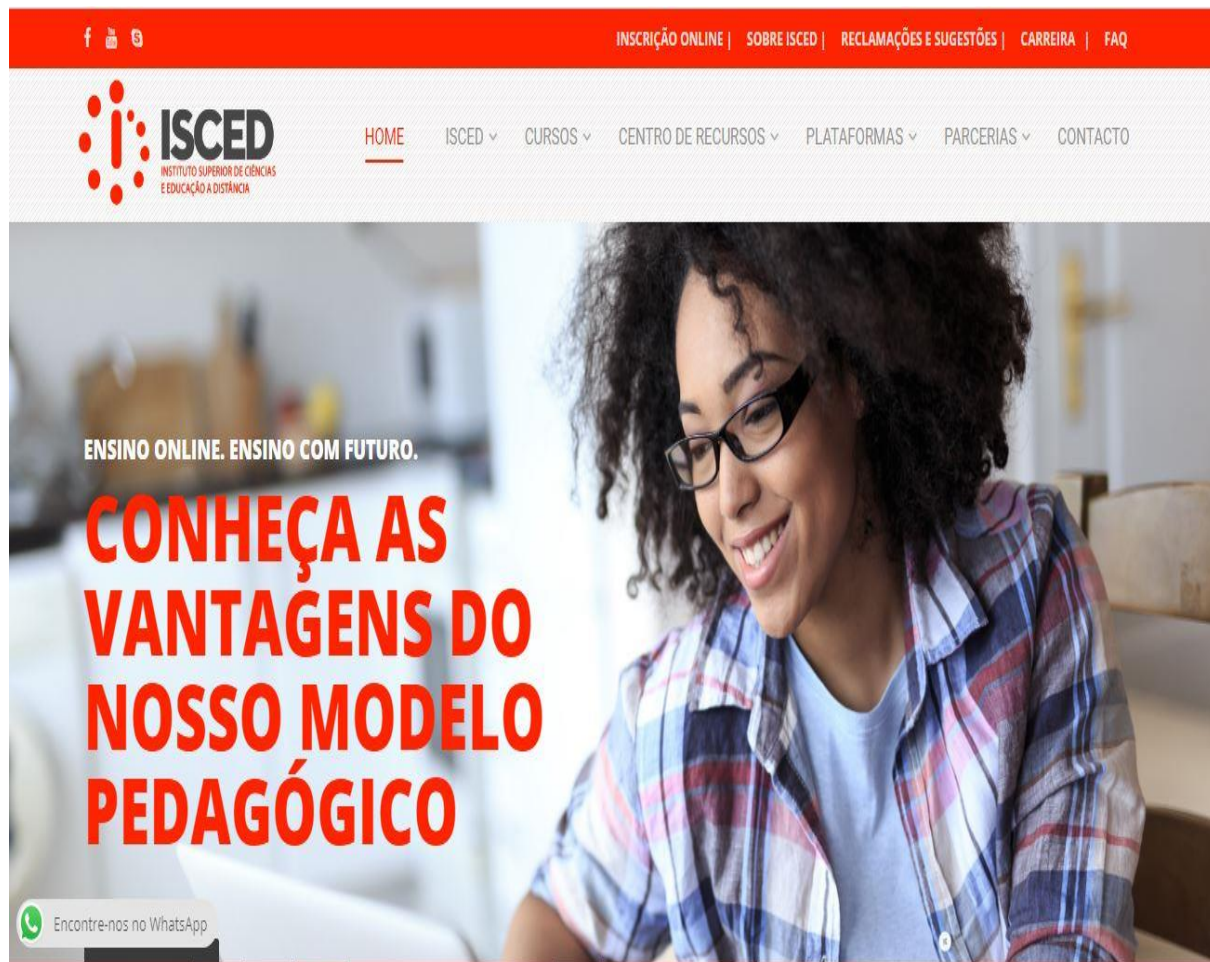 INSCRIÇÃO ONLINE | SOBRE ISCED | RECLAMAÇÕES E SUGESTÕES | CARREIRA | FAQ
ISCED
INSTITUTO SUPERIOR DE CIÊNCIAS
E EDUCAÇÃO A DISTÂNCIA
HOME ISCED CURSOS CENTRO DE RECURSOS PLATAFORMAS PARCERIAS CONTACTO
ENSINO ONLINE. ENSINO COM FUTURO.
CONHEÇA AS
VANTAGENS DO
NOSSO MODELO
PEDAGÓGICO
Encontre-nos no WhatsApp